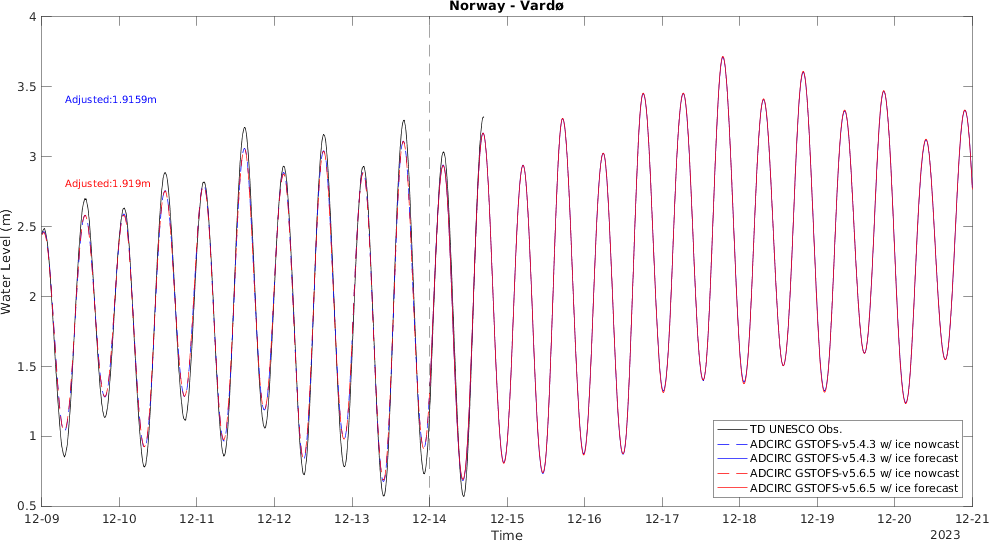 Norway - Vardø
4
3.5
3
2.5
2
1.5
1
0.5
Water Level (m)
Adjusted:1.9159m
Adjusted:1.919m
TD UNESCO Obs.
ADCIRC GSTOFS-v5.4.3 w/ ice nowcast
ADCIRC GSTOFS-v5.4.3 w/ ice forecast
ADCIRC GSTOFS-v5.6.5 w/ ice nowcast
ADCIRC GSTOFS-v5.6.5 w/ ice forecast
12-09 12-10 12-11 12-12 12-13 12-14 12-15 12-16 12-17 12-18 12-19 12-20 12-21
Time
2023